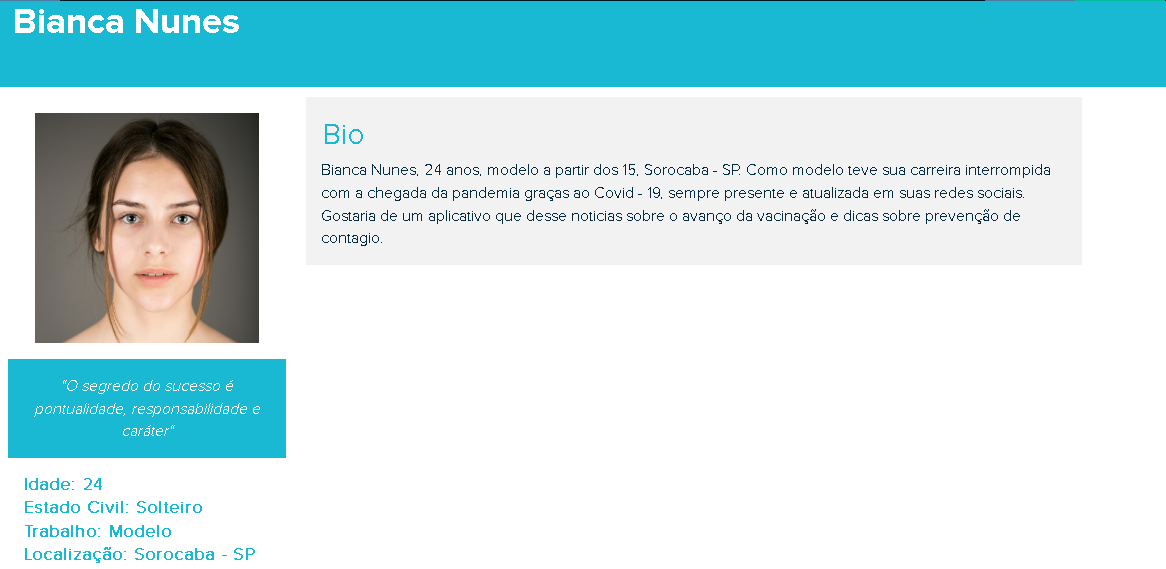 Bianca Nunes
Bio
Bianca Nunes, 24 anos, modelo a partir dos 15, Sorocaba - SP. Como modelo teve sua carreira interrompida
com a chegada da pandemia graças ao Covid - 19, sempre presente e atualizada em suas redes sociais.
Gostaria de um aplicativo que desse noticias sobre o avanço da vacinação e dicas sobre prevenção de
contagio.
"O segredo do sucesso é
pontualidade, responsabilidade e
caráter"
Idade: 24
Estado Civil: Solteiro
Trabalho: Modelo
Localização: Sorocaba - SP